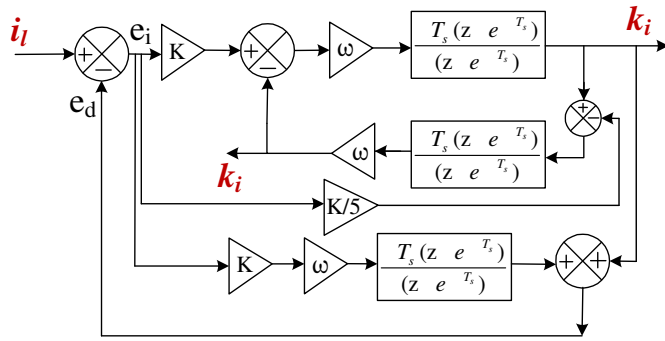 i_l
e_i
K
ω
T_s (z e^{T_s})
(z e^{T_s})
k_i
+
−
+
−
e_d
+
−
k_i
ω
T_s (z e^{T_s})
(z e^{T_s})
K/5
K
ω
T_s (z e^{T_s})
(z e^{T_s})
+
+